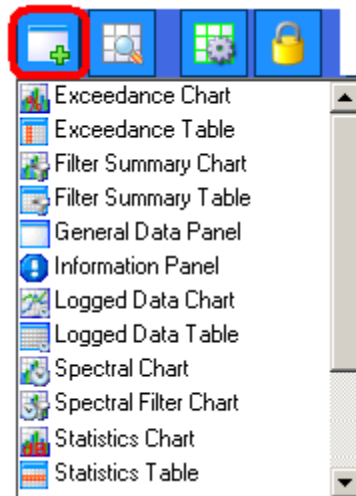 Exceedance Chart
Exceedance Table
Filter Summary Chart
Filter Summary Table
General Data Panel
Information Panel
Logged Data Chart
Logged Data Table
Spectral Chart
Spectral Filter Chart
Statistics Chart
Statistics Table